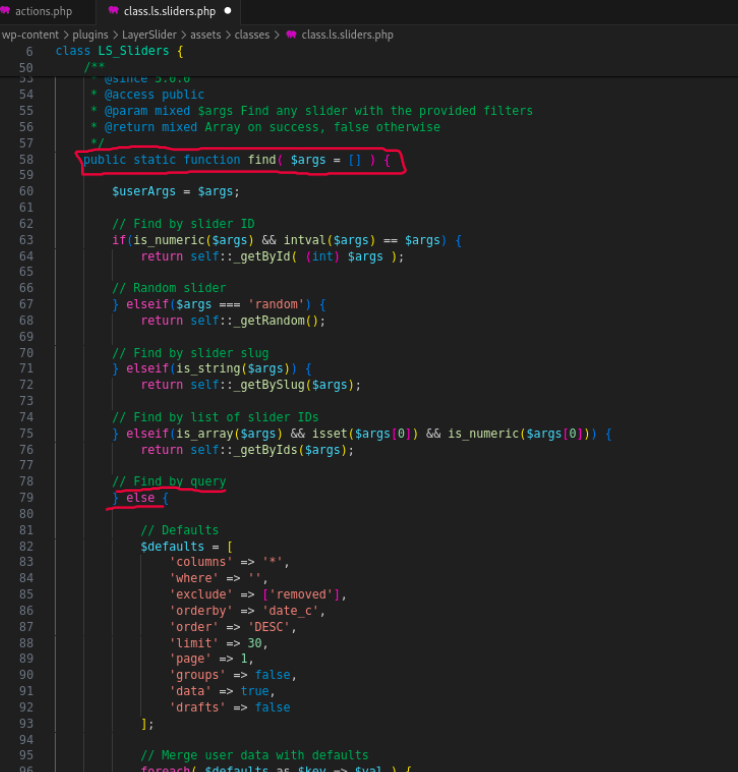 actions.php
class.ls.sliders.php
wp-content > plugins > LayerSlider > assets > classes > class.ls.sliders.php
6 class LS_Sliders {
50 /**
53 * @since 5.0.0
54 * @access public
55 * @param mixed $args Find any slider with the provided filters
56 * @return mixed Array on success, false otherwise
57 */
58 public static function find( $args = [] ) {
59
60 $userArgs = $args;
61
62 // Find by slider ID
63 if(is_numeric($args) && intval($args) == $args) {
64 return self::_getById( (int) $args );
65
66 // Random slider
67 } elseif($args === 'random') {
68 return self::_getRandom();
69
70 // Find by slider slug
71 } elseif(is_string($args)) {
72 return self::_getBySlug($args);
73
74 // Find by list of slider IDs
75 } elseif(is_array($args) && isset($args[0]) && is_numeric($args[0])) {
76 return self::_getByIds($args);
77
78 // Find by query
79 } else {
80
81 // Defaults
82 $defaults = [
83 'columns' => '*',
84 'where' => '',
85 'exclude' => ['removed'],
86 'orderby' => 'date_c',
87 'order' => 'DESC',
88 'limit' => 30,
89 'page' => 1,
90 'groups' => false,
91 'data' => true,
92 'drafts' => false
93 ];
94
95 // Merge user data with defaults
96 foreach( $defaults as $key => $val ) {